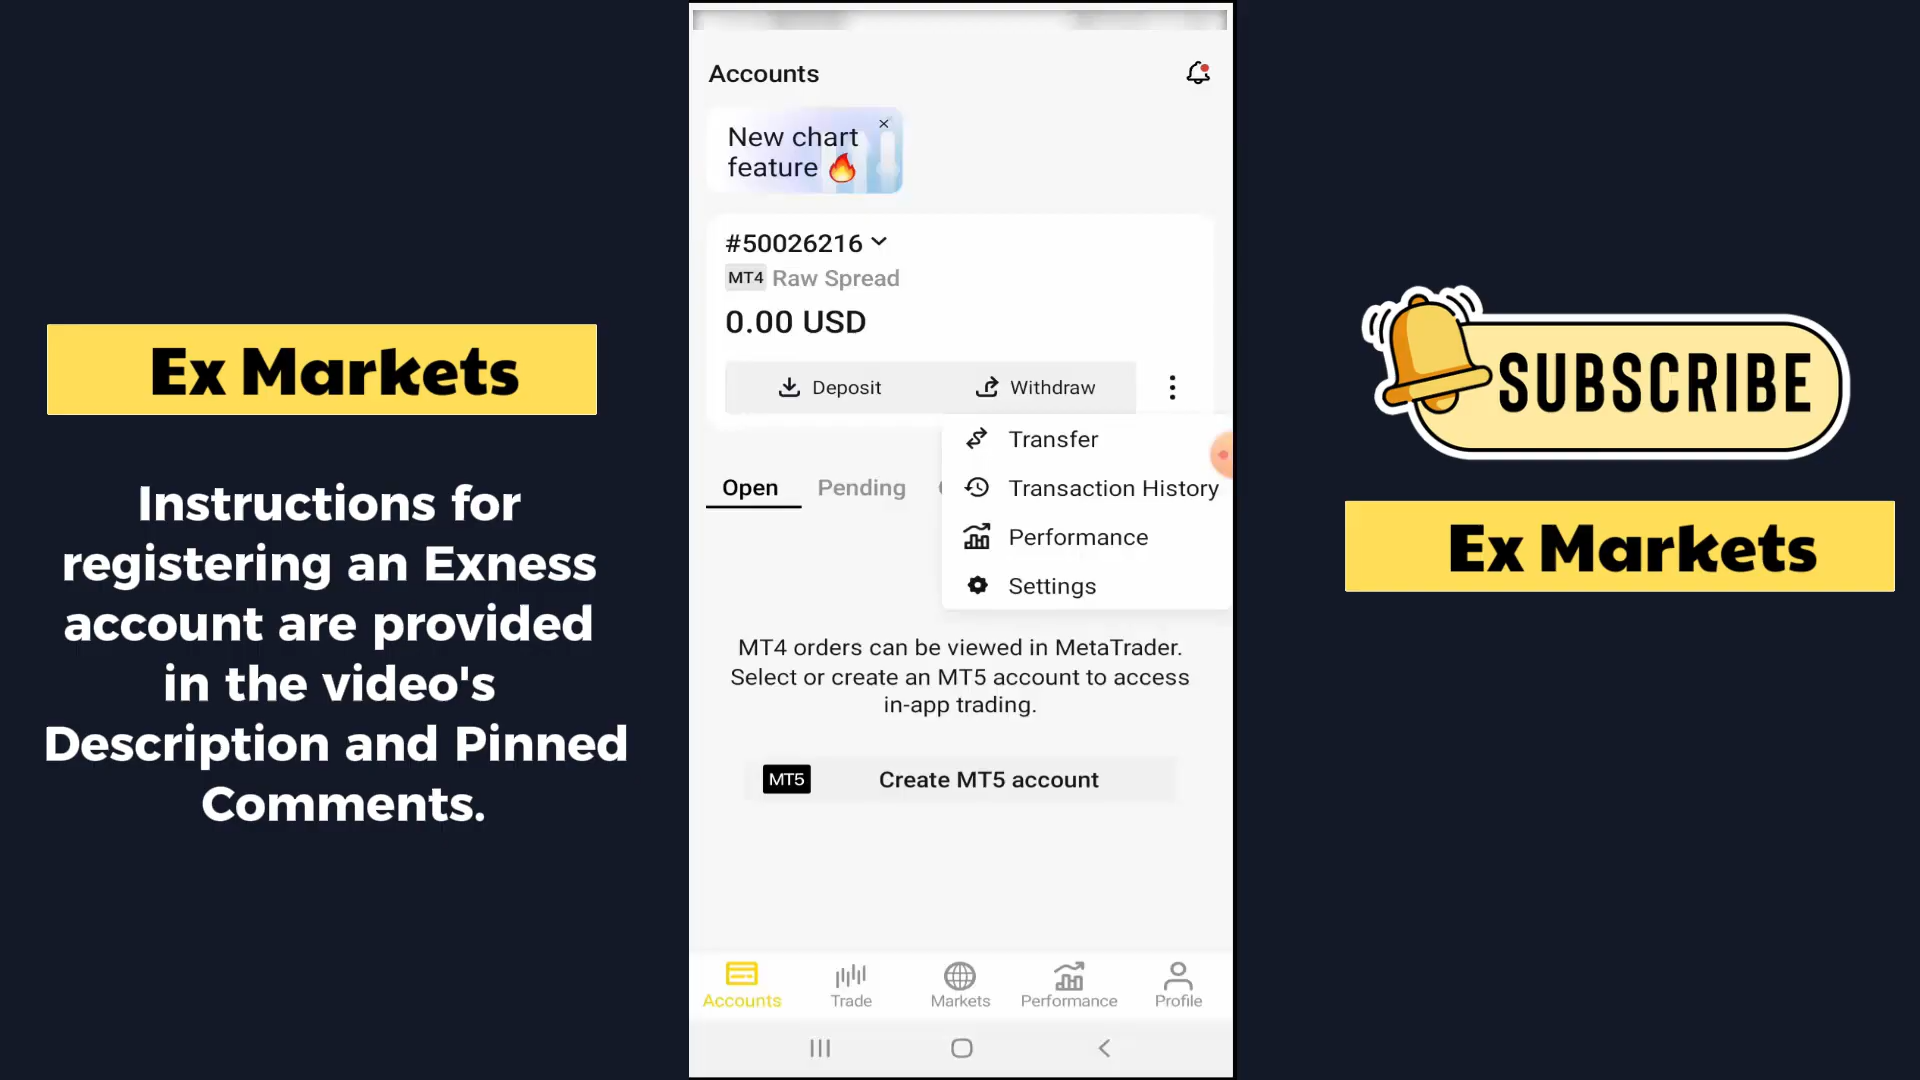 Ex Markets
Instructions for
registering an Exness
account are provided
in the video's
Description and Pinned
Comments.
Accounts
New chart
feature 🔥
#50026216
MT4 Raw Spread
0.00 USD
Deposit
Withdraw
Transfer
Transaction History
Performance
Settings
Open
Pending
MT4 orders can be viewed in MetaTrader.
Select or create an MT5 account to access
in-app trading.
MT5 Create MT5 account
Accounts
Trade
Markets
Performance
Profile
SUBSCRIBE
Ex Markets